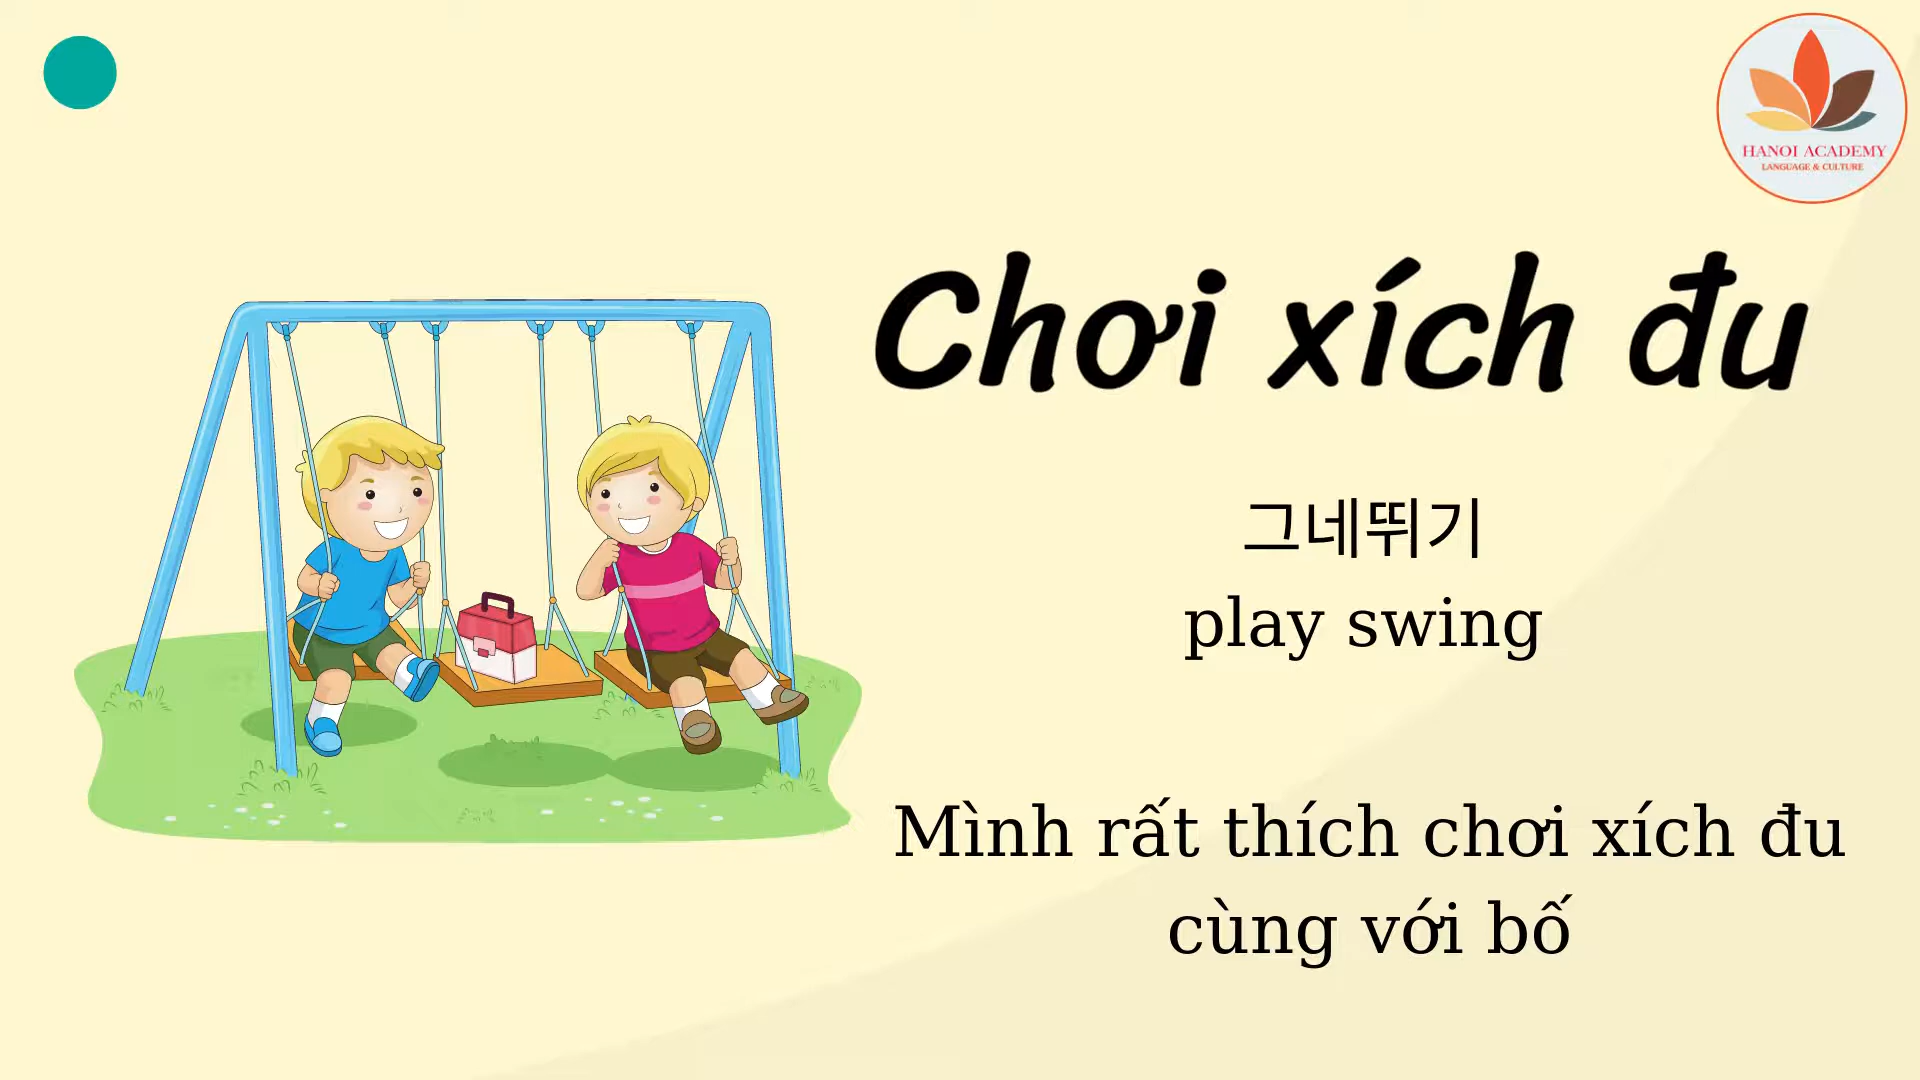 HANOI ACADEMY
LANGUAGE & CULTURE
Chơi xích đu
그네뛰기
play swing
Mình rất thích chơi xích đu
cùng với bố